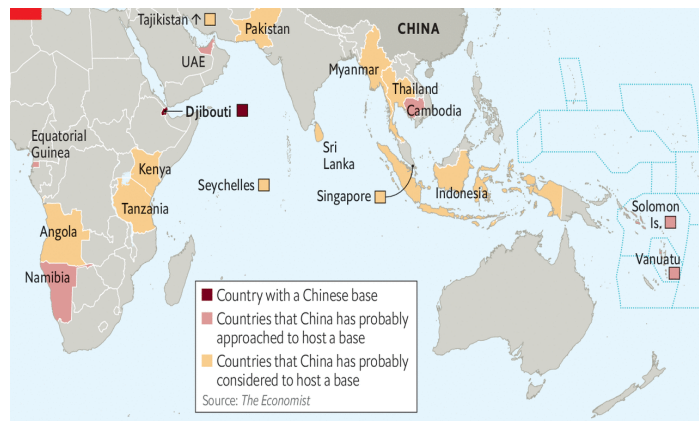 Tajikistan ↑
Pakistan
CHINA
UAE
Myanmar
Thailand
Djibouti
Cambodia
Equatorial
Guinea
Sri
Lanka
Kenya
Seychelles
Singapore
Indonesia
Tanzania
Solomon
Is.
Angola
Vanuatu
Namibia
Country with a Chinese base
Countries that China has probably
approached to host a base
Countries that China has probably
considered to host a base
Source: The Economist